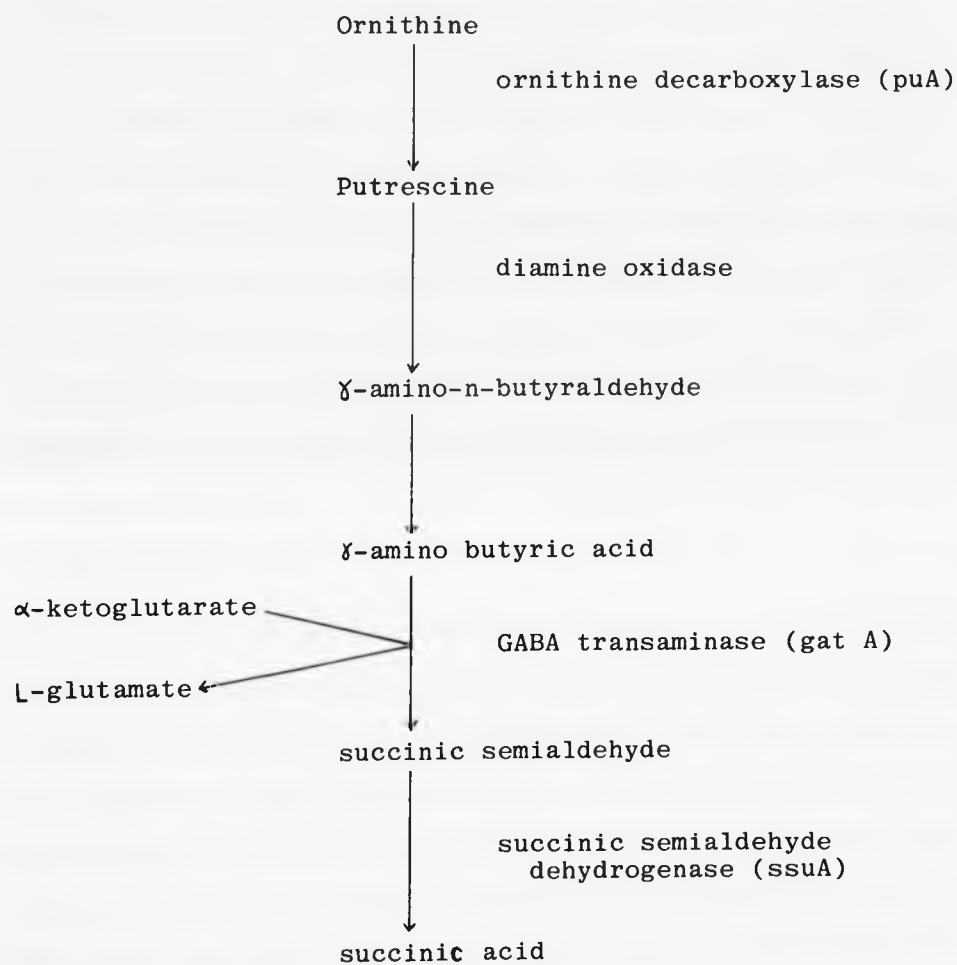 Ornithine
ornithine decarboxylase (puA)
Putrescine
diamine oxidase
ɣ-amino-n-butyraldehyde
ɣ-amino butyric acid
α-ketoglutarate
GABA transaminase (gat A)
L-glutamate
succinic semialdehyde
succinic semialdehyde
dehydrogenase (ssuA)
succinic acid